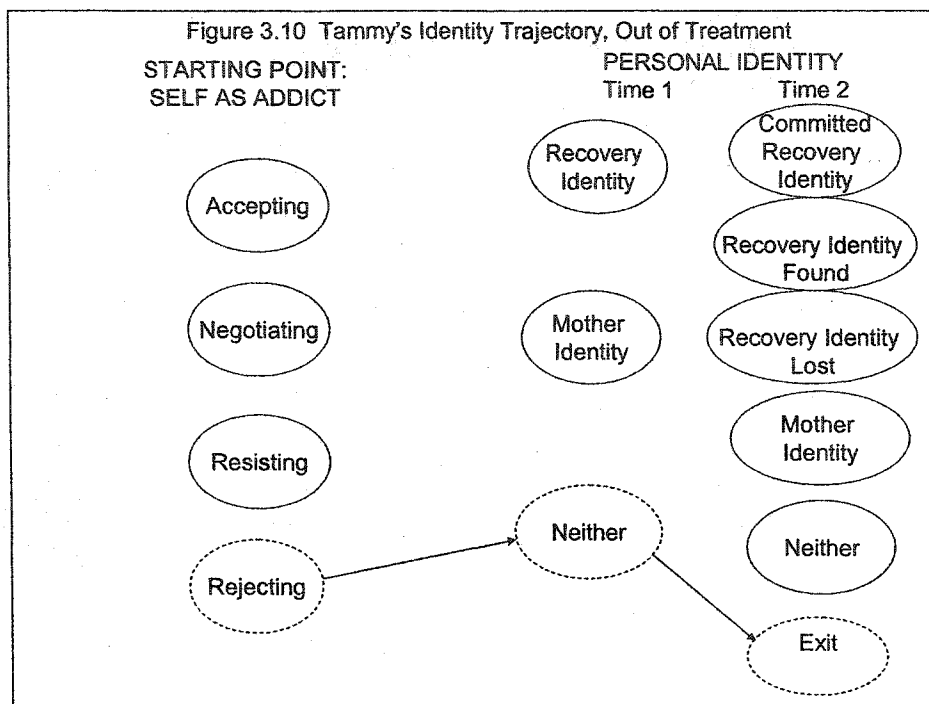 Figure 3.10 Tammy's Identity Trajectory, Out of Treatment
STARTING POINT:
SELF AS ADDICT
PERSONAL IDENTITY
Time 1
Time 2
Accepting
Negotiating
Resisting
Rejecting
Recovery
Identity
Mother
Identity
Neither
Committed
Recovery
Identity
Recovery Identity
Found
Recovery Identity
Lost
Mother
Identity
Neither
Exit